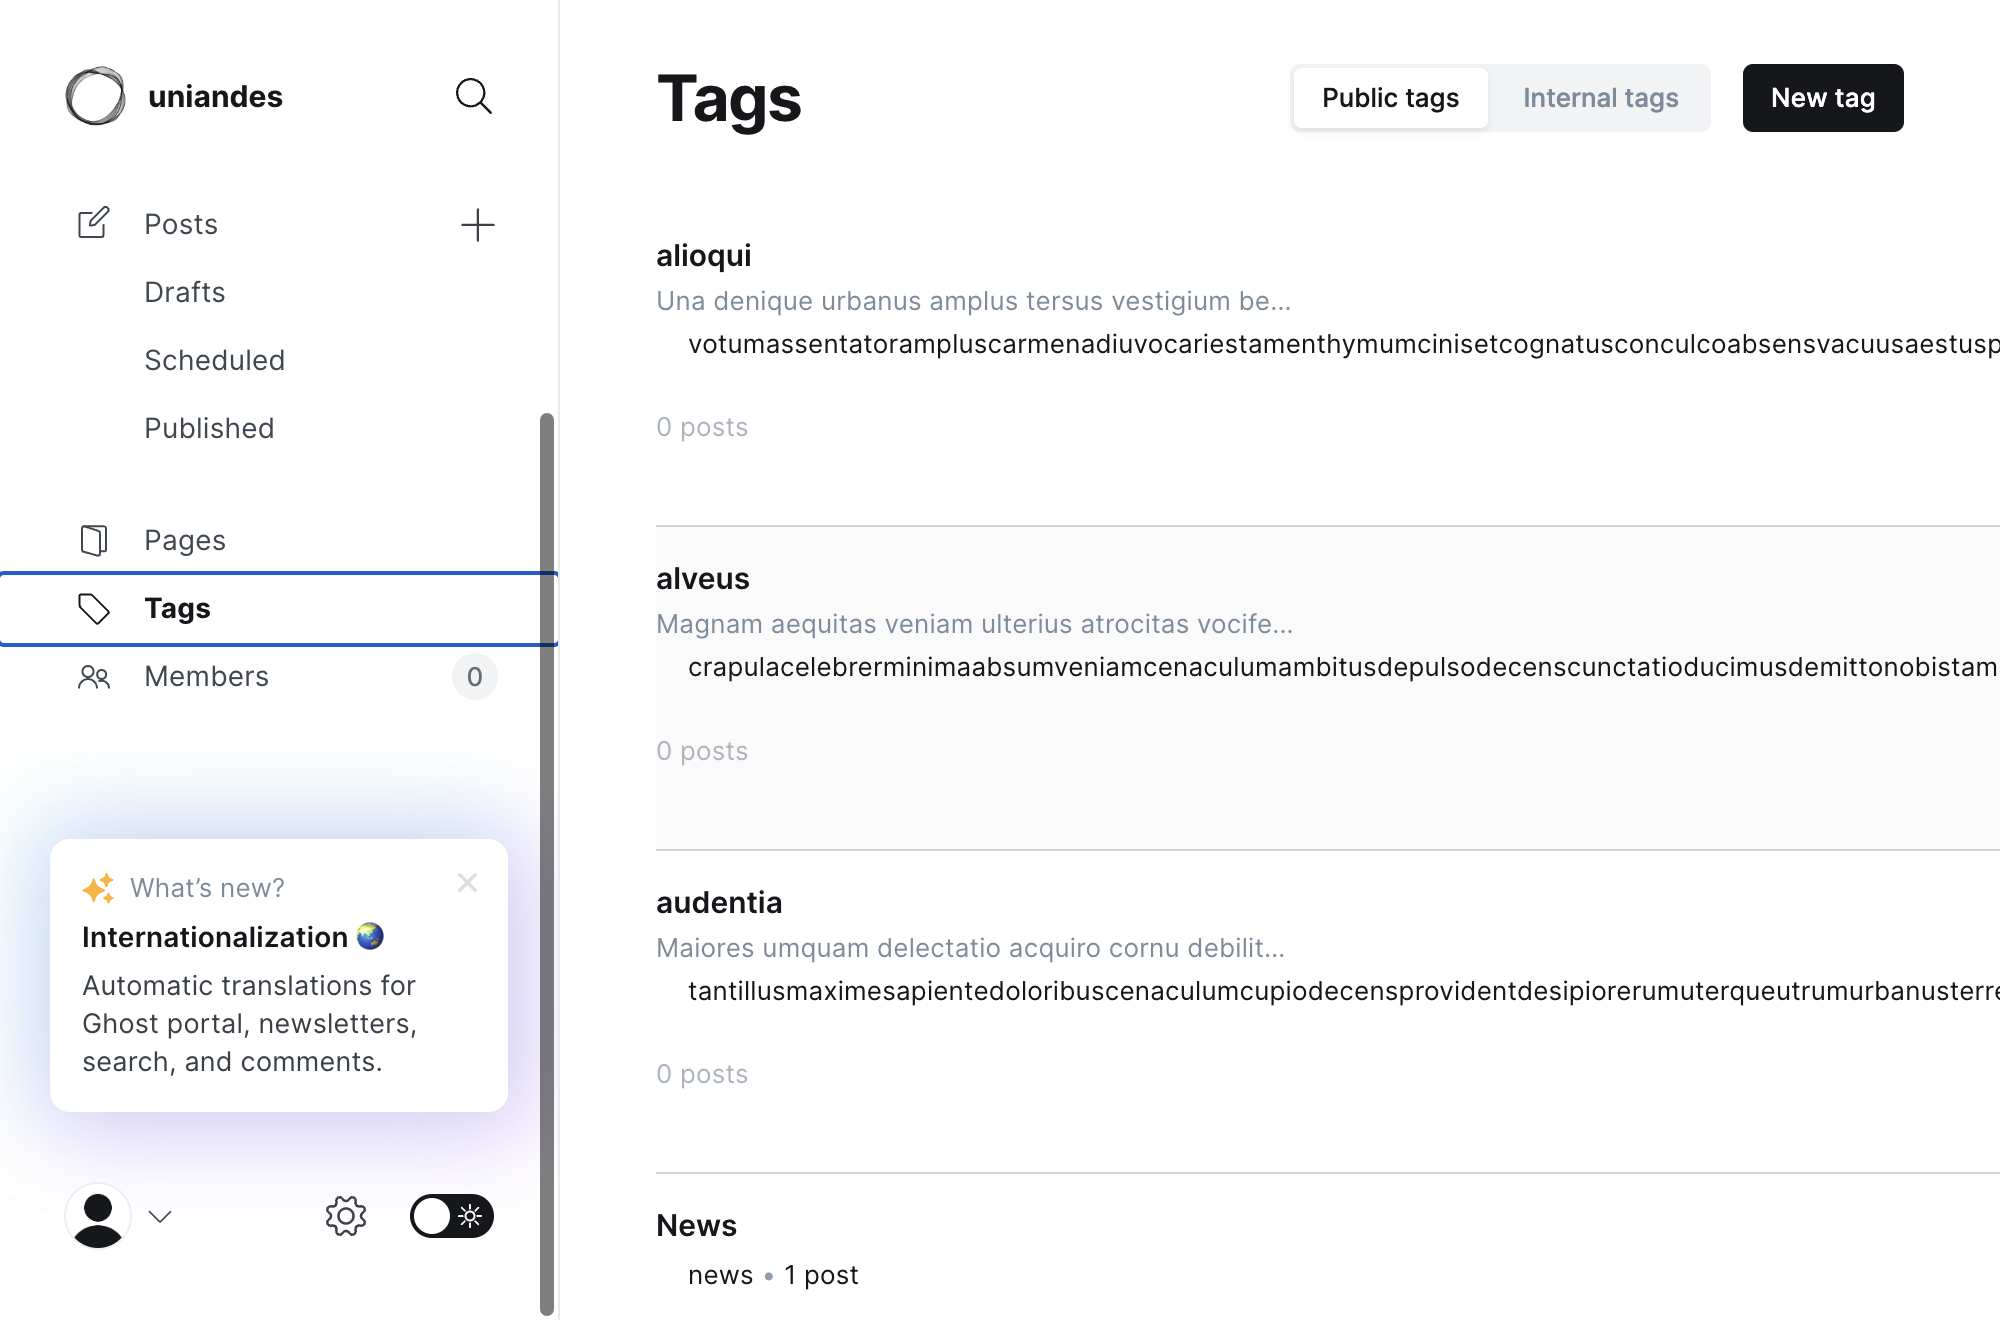 uniandes
Posts
Drafts
Scheduled
Published
Pages
Tags
Members
0
What's new?
Internationalization
Automatic translations for
Ghost portal, newsletters,
search, and comments.
Tags
Public tags
Internal tags
New tag
alioqui
Una denique urbanus amplus tersus vestigium be...
votumassentatorampluscarmenadiuvocariestamenthymumcinisetcognatusconculcoabsensvacuusaestusp
0 posts
alveus
Magnam aequitas veniam ulterius atrocitas vocife...
crapulacelebrerminimaabsumveniamcenaculumambitusdepulsodecenscunctatioducimusdemittonobistam
0 posts
audentia
Maiores umquam delectatio acquiro cornu debilit...
tantillusmaximesapientedoloribuscenaculumcupiodecensprovidentdesipiorerumuterqueutrumurbanusterre
0 posts
News
news • 1 post